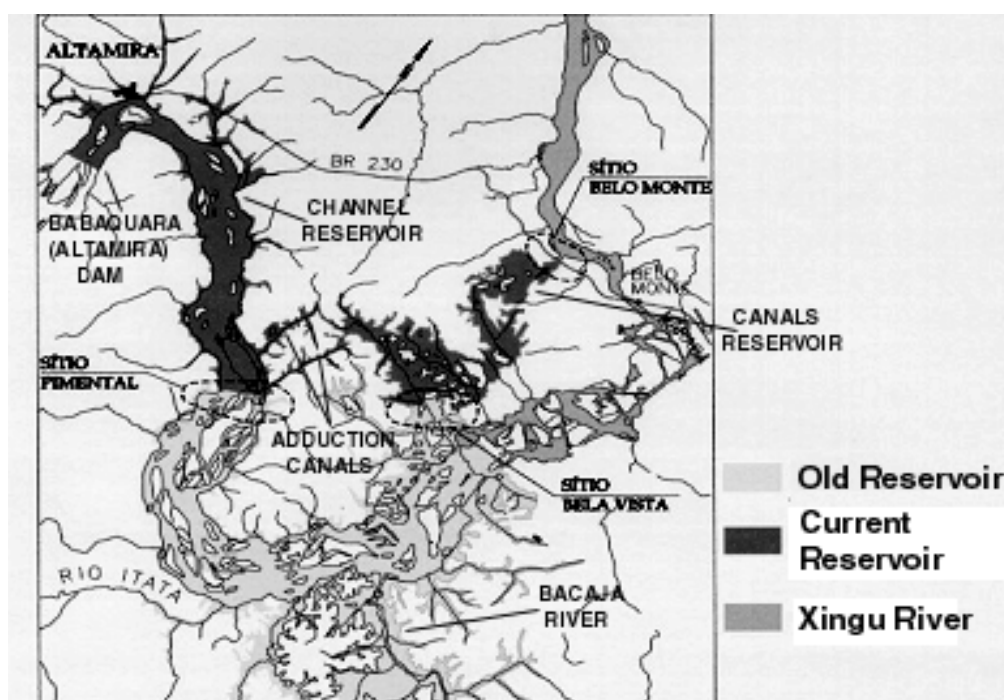 ALTAMIRA
BR 230
SÍTIO
BELO MONTE
CHANNEL
RESERVOIR
BABAQUARA
(ALTAMIRA)
DAM
BELO
MONTE
CANALS
RESERVOIR
SÍTIO
PIMENTAL
ADDUCTION
CANALS
SÍTIO
BELA VISTA
RIO ITATA
BACAJA
RIVER
Old Reservoir
Current
Reservoir
Xingu River